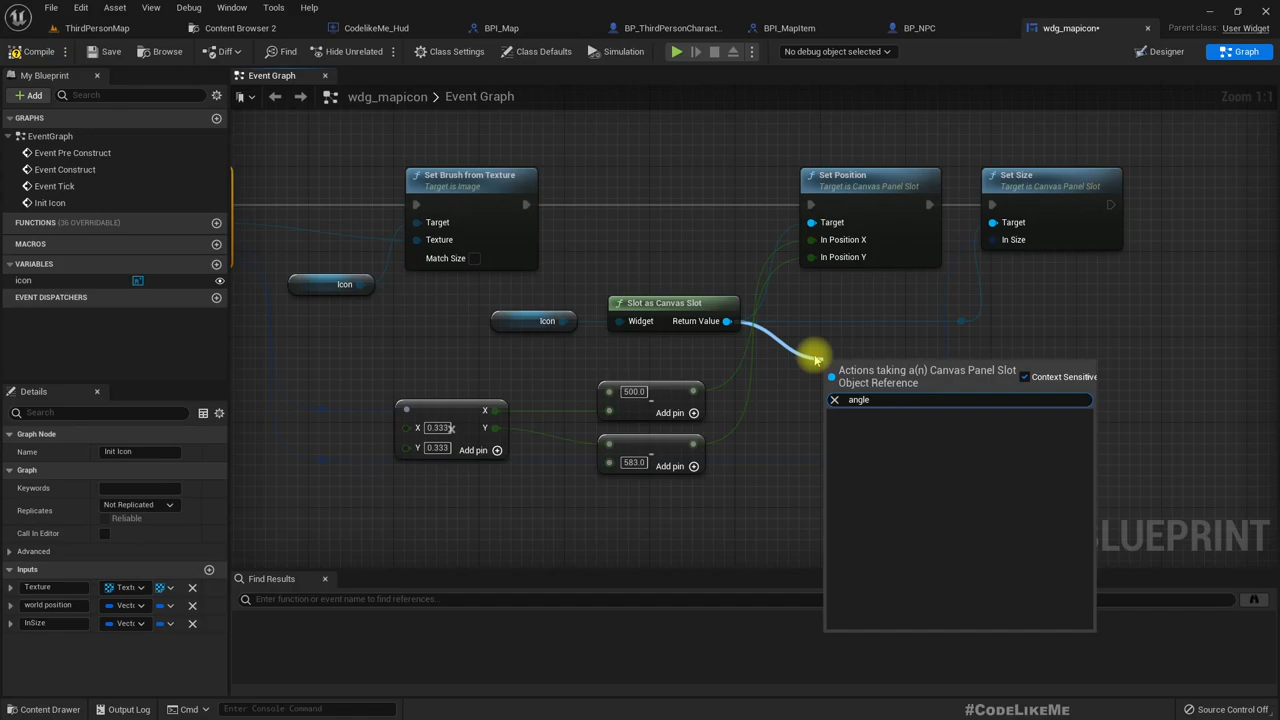 File Edit Asset View Debug Window Tools Help
ThirdPersonMap Content Browser 2 CodelikeMe_Hud BPI_Map BP_ThirdPersonCharact... BPI_MapItem BP_NPC wdg_mapicon• Parent class: User Widget
Compile Save Browse Diff Find Hide Unrelated Class Settings Class Defaults Simulation No debug object selected Designer Graph
My Blueprint Event Graph
Add Search wdg_mapicon > Event Graph Zoom 1:1
GRAPHS
EventGraph
Event Pre Construct
Event Construct
Event Tick
Init Icon
FUNCTIONS (36 OVERRIDABLE)
MACROS
VARIABLES
icon
EVENT DISPATCHERS
Set Brush from Texture
Target is Image
Target
Texture
Match Size
Icon
Icon
Slot as Canvas Slot
Widget Return Value
Set Position
Target is Canvas Panel Slot
Target
In Position X
In Position Y
Set Size
Target is Canvas Panel Slot
Target
In Size
Actions taking a(n) Canvas Panel Slot
Object Reference
Context Sensitive
angle
X
X 0.333 Y
Y 0.333 Add pin
500.0
Add pin
583.0 Add pin
BLUEPRINT
Details
Search
Graph Node
Name Init Icon
Graph
Keywords
Replicates Not Replicated
Reliable
Call In Editor
Advanced
Inputs
Texture Textu
world position Vect
InSize Vect
Find Results
Enter function or event name to find references...
Content Drawer Output Log Cmd Enter Console Command #CodeLikeMe Source Control Off